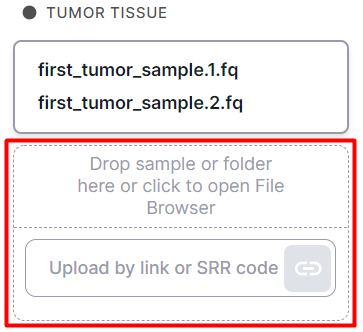 TUMOR TISSUE
first_tumor_sample.1.fq
first_tumor_sample.2.fq
Drop sample or folder
here or click to open File
Browser
Upload by link or SRR code